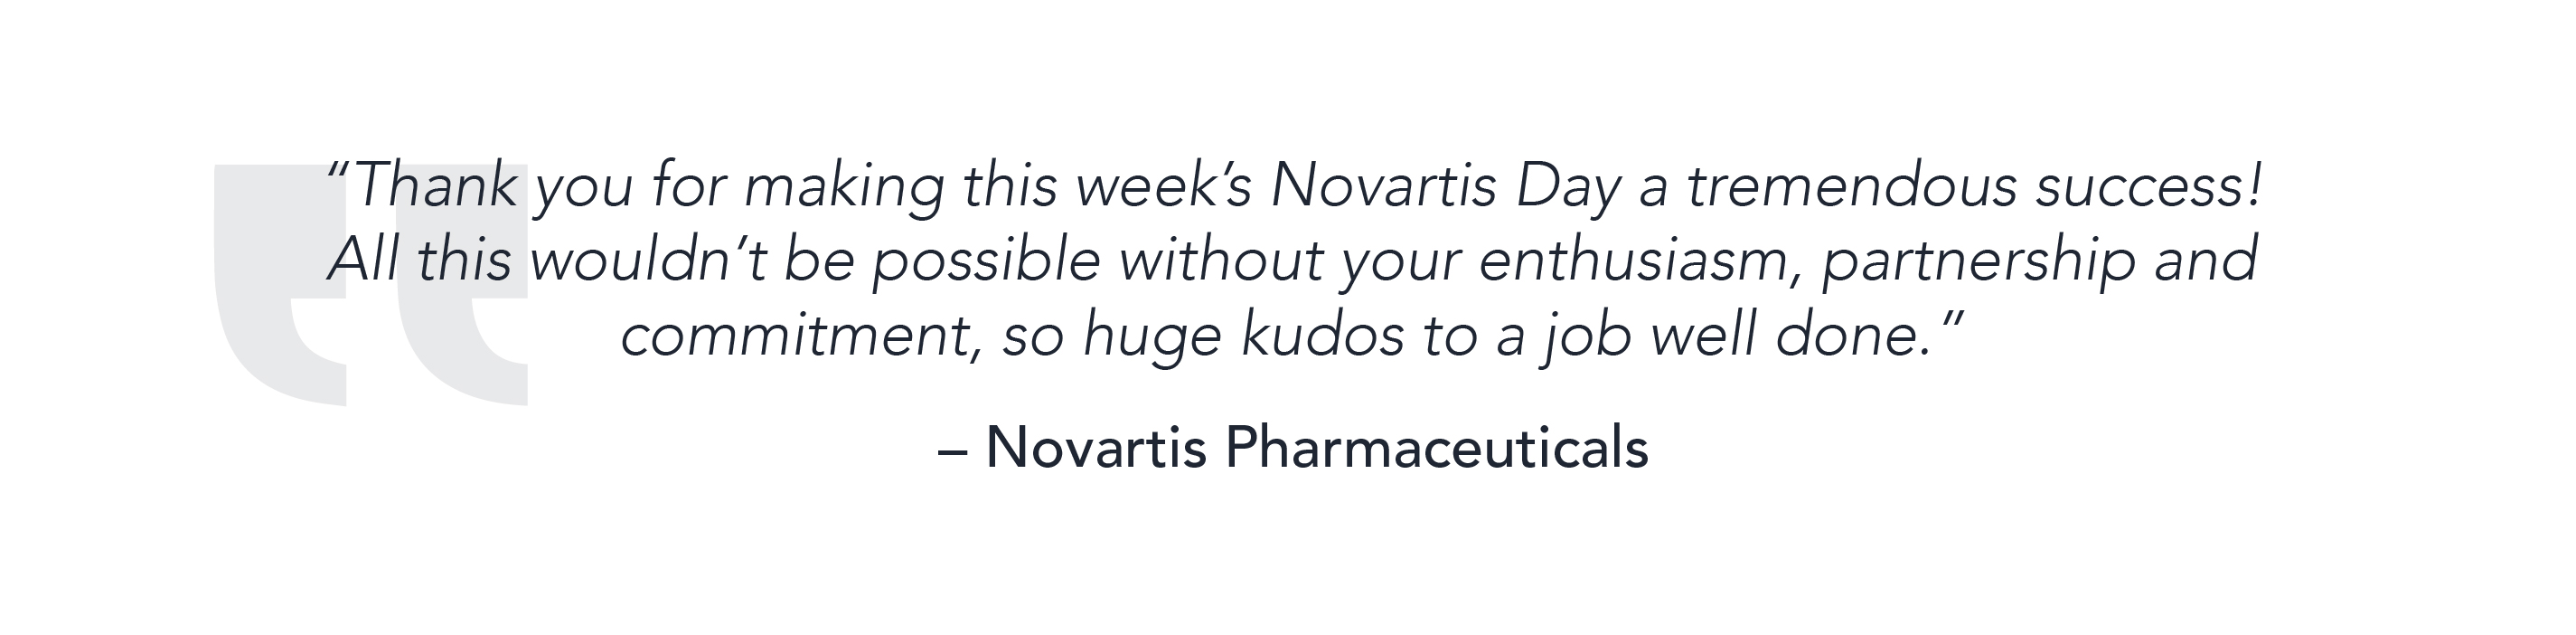 “Thank you for making this week’s Novartis Day a tremendous success!
All this wouldn’t be possible without your enthusiasm, partnership and
commitment, so huge kudos to a job well done.”
– Novartis Pharmaceuticals